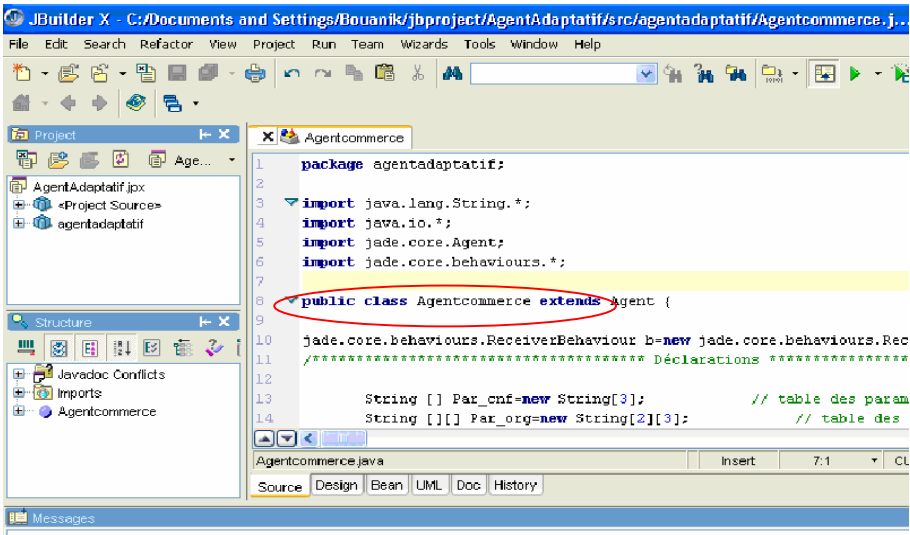 JBuilder X - C:/Documents and Settings/Bouanik/jbproject/AgentAdaptatif/src/agentadaptatif/Agentcommerce.j...
File Edit Search Refactor View Project Run Team Wizards Tools Window Help
Project
Age...
AgentAdaptatif.jpx
<Project Source>
agentadaptatif
Structure
Javadoc Conflicts
Imports
Agentcommerce
Agentcommerce
1 package agentadaptatif;
2
3 import java.lang.String.*;
4 import java.io.*;
5 import jade.core.Agent;
6 import jade.core.behaviours.*;
7
8 public class Agentcommerce extends Agent {
9
10 jade.core.behaviours.ReceiverBehaviour b=new jade.core.behaviours.Rec
11 /************************************** Déclarations ****************
12
13 String [] Par_cnf=new String[3]; // table des param
14 String [][] Par_org=new String[2][3]; // table des
Agentcommerce.java Insert 7:1 CU
Source Design Bean UML Doc History
Messages